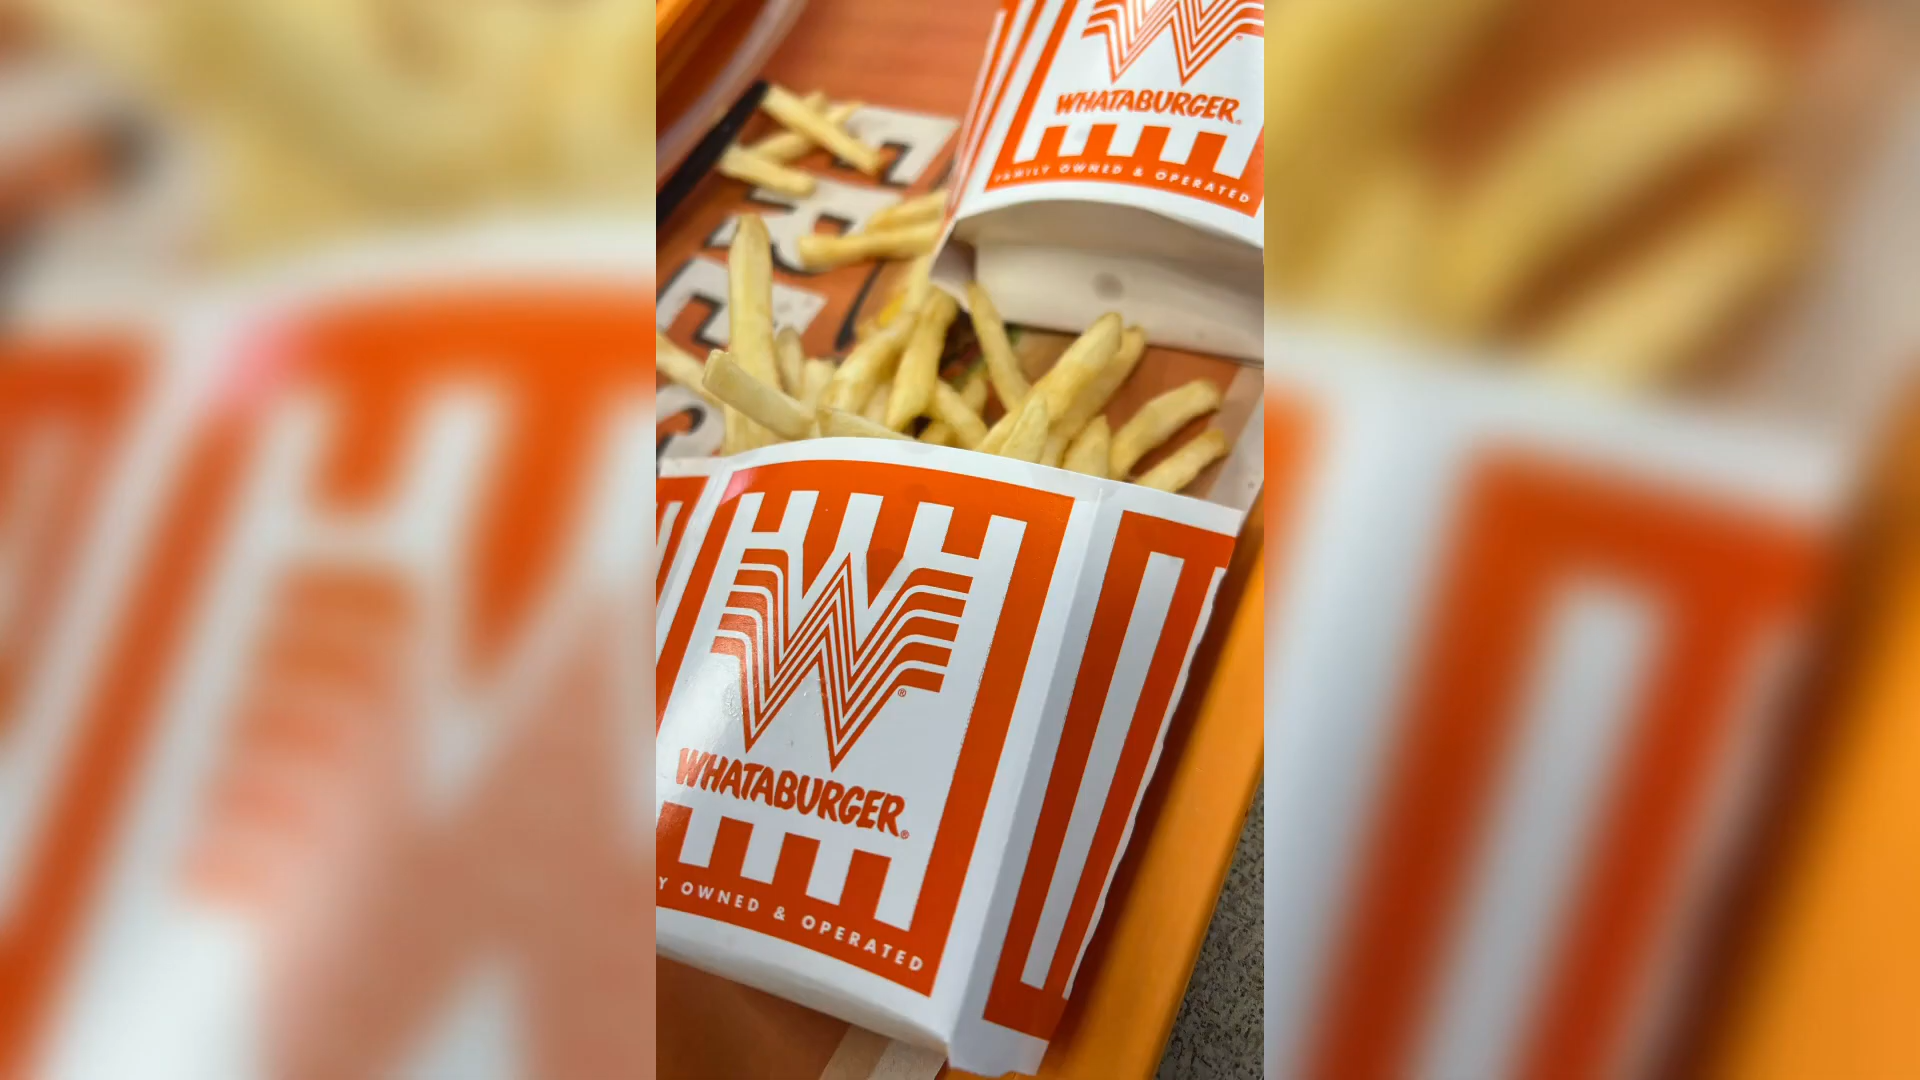 W
WHATABURGER®
FAMILY OWNED & OPERATED
W®
WHATABURGER®
Y OWNED & OPERATED